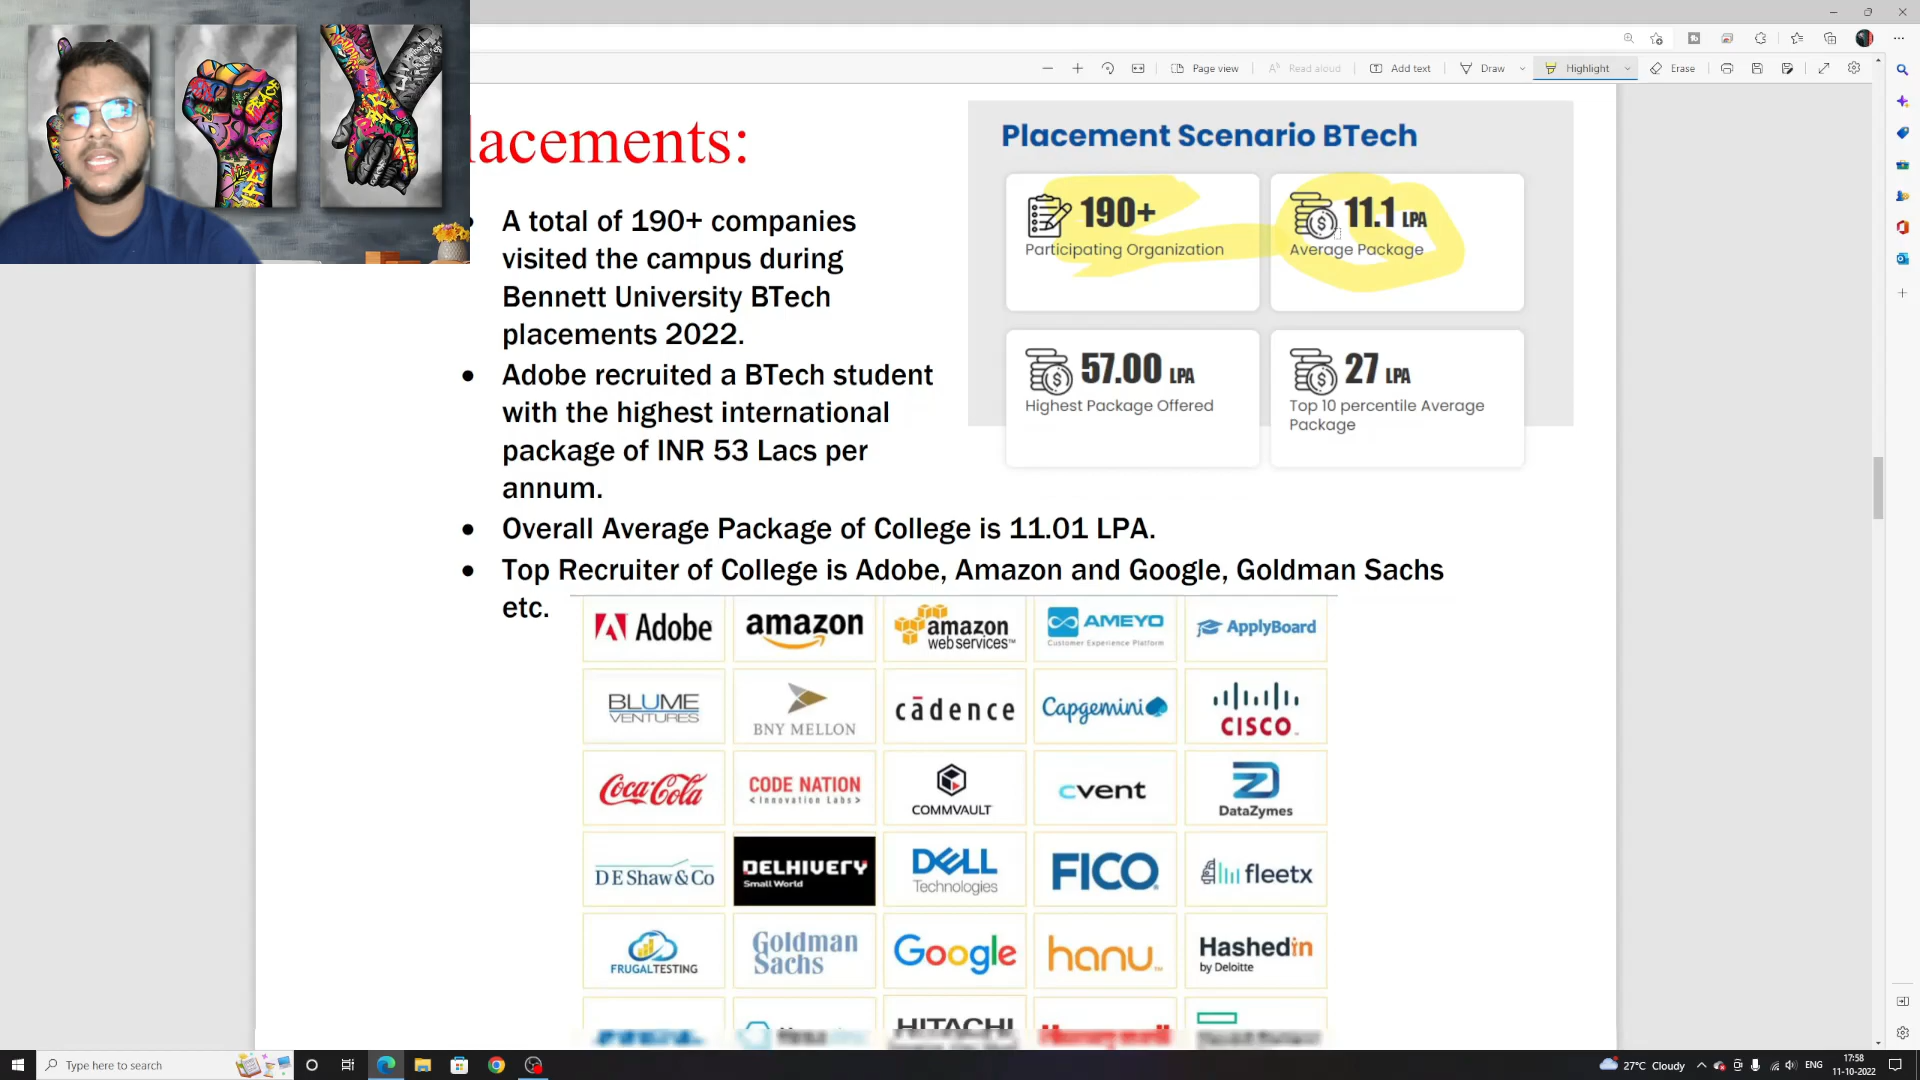 Page view
Read aloud
Add text
Draw
Highlight
Erase
lacements:
Placement Scenario BTech
190+
Participating Organization
11.1 LPA
Average Package
57.00 LPA
Highest Package Offered
27 LPA
Top 10 percentile Average
Package
A total of 190+ companies
visited the campus during
Bennett University BTech
placements 2022.
• Adobe recruited a BTech student
with the highest international
package of INR 53 Lacs per
annum.
• Overall Average Package of College is 11.01 LPA.
• Top Recruiter of College is Adobe, Amazon and Google, Goldman Sachs
etc.
Adobe
amazon
amazon
webservices™
AMEYO
Customer Experience Platform
ApplyBoard
BLUME
VENTURES
BNY MELLON
cādence
Capgemini
CISCO
Coca-Cola
CODE NATION
<Innovation Labs>
COMMVAULT
cvent
DataZymes
DE Shaw & Co
DELHIVERY
Small World
DELL
Technologies
FICO
fleetx
FRUGALTESTING
Goldman
Sachs
Google
hanu™
HashedIn
by Deloitte
HITACHI
Type here to search
27°C Cloudy
ENG
17:58
11-10-2022